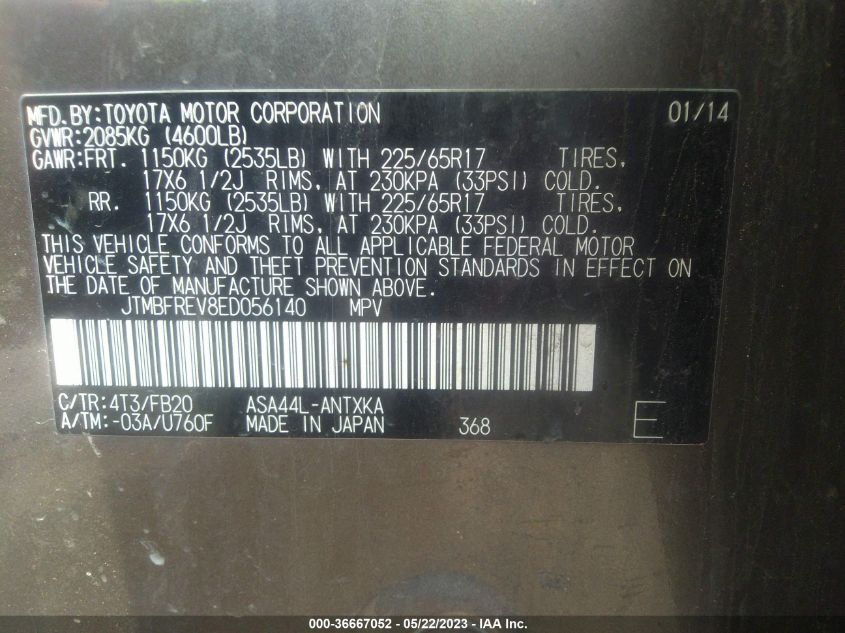 MFD.BY:TOYOTA MOTOR CORPORATION 01/14
GVWR:2085KG (4600LB)
GAWR:FRT. 1150KG (2535LB) WITH 225/65R17 TIRES,
17X6 1/2J RIMS, AT 230KPA (33PSI) COLD.
RR. 1150KG (2535LB) WITH 225/65R17 TIRES,
17X6 1/2J RIMS, AT 230KPA (33PSI) COLD.
THIS VEHICLE CONFORMS TO ALL APPLICABLE FEDERAL MOTOR
VEHICLE SAFETY AND THEFT PREVENTION STANDARDS IN EFFECT ON
THE DATE OF MANUFACTURE SHOWN ABOVE.
JTMBFREV8ED056140 MPV
C/TR:4T3/FB20 ASA44L-ANTXKA
A/TM:-03A/U760F MADE IN JAPAN 368 E
000-36667052 - 05/22/2023 - IAA Inc.